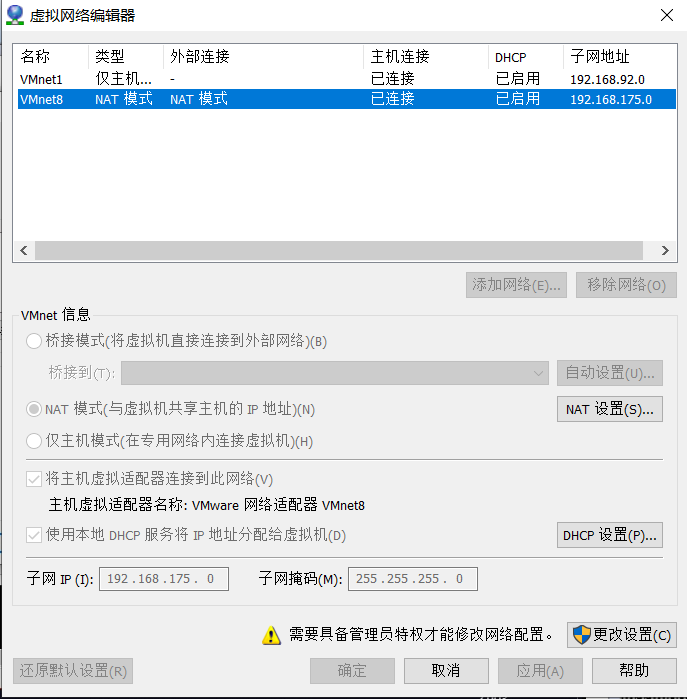 虚拟网络编辑器
名称 类型 外部连接 主机连接 DHCP 子网地址
VMnet1 仅主机... - 已连接 已启用 192.168.92.0
VMnet8 NAT 模式 NAT 模式 已连接 已启用 192.168.175.0
添加网络(E)... 移除网络(O)
VMnet 信息
桥接模式(将虚拟机直接连接到外部网络)(B)
桥接到(T): 自动设置(U)...
NAT 模式(与虚拟机共享主机的 IP 地址)(N) NAT 设置(S)...
仅主机模式(在专用网络内连接虚拟机)(H)
将主机虚拟适配器连接到此网络(V)
主机虚拟适配器名称: VMware 网络适配器 VMnet8
使用本地 DHCP 服务将 IP 地址分配给虚拟机(D) DHCP 设置(P)...
子网 IP (I): 192.168.175. 0 子网掩码(M): 255.255.255. 0
需要具备管理员特权才能修改网络配置。 更改设置(C)
还原默认设置(R) 确定 取消 应用(A) 帮助